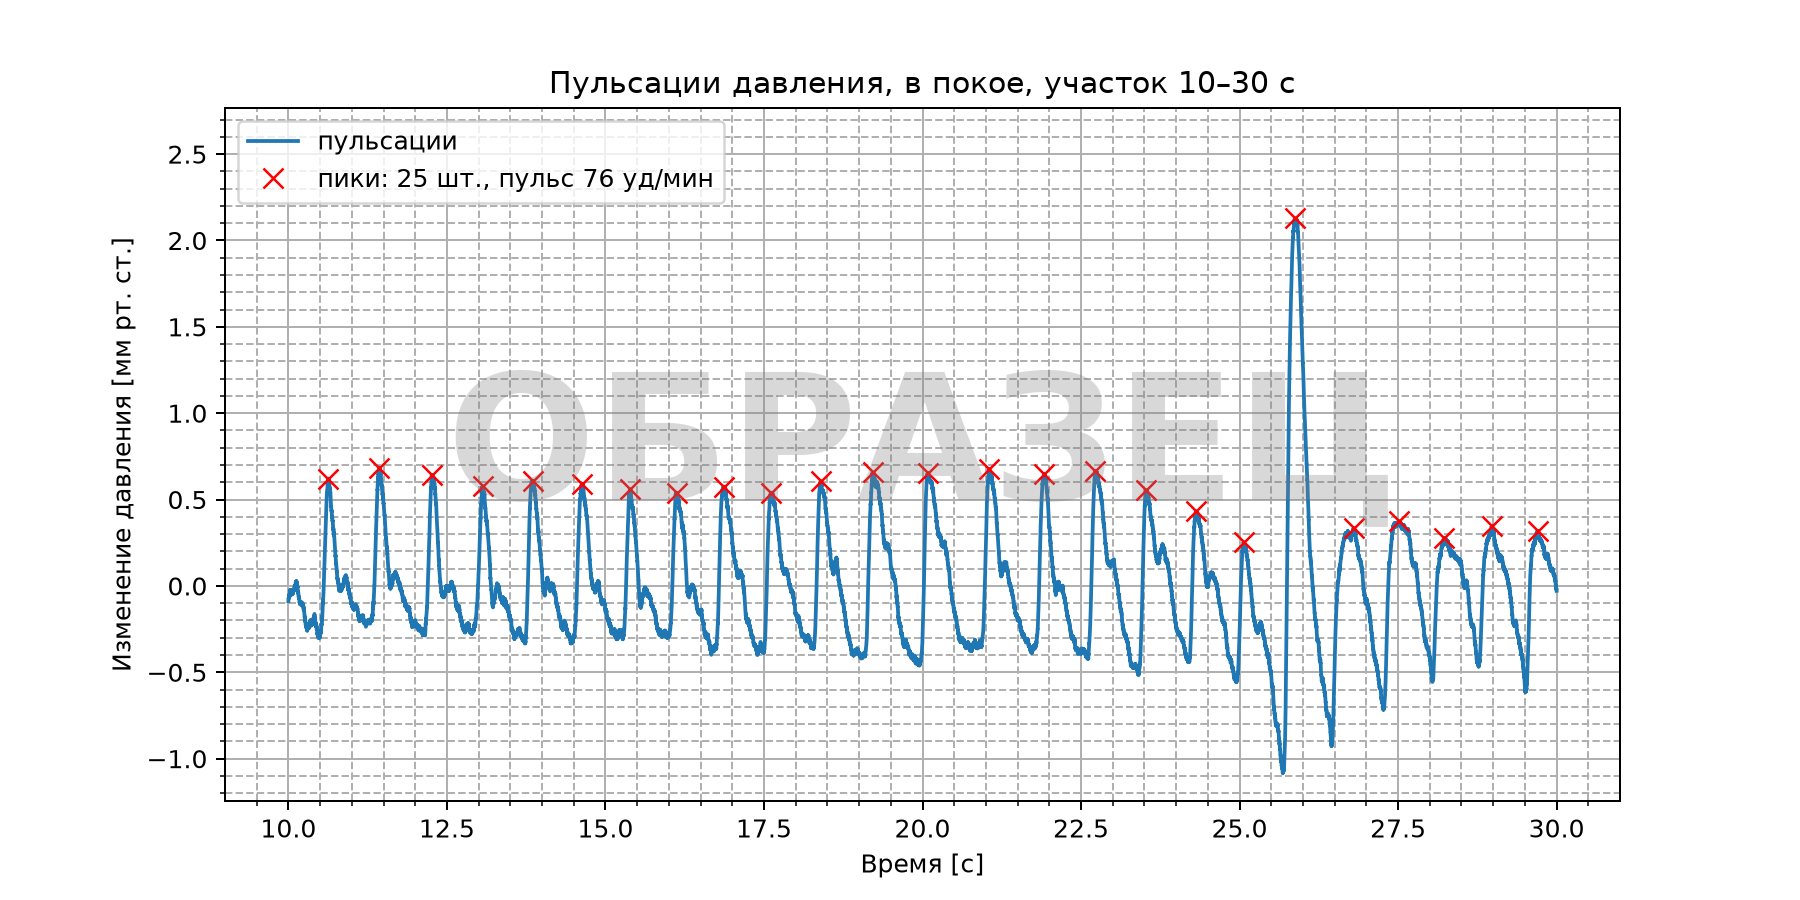 Пульсации давления, в покое, участок 10–30 с
пульсации
пики: 25 шт., пульс 76 уд/мин
Изменение давления [мм рт. ст.]
2.5
2.0
1.5
1.0
0.5
0.0
−0.5
−1.0
ОБРАЗЕЦ
10.0 12.5 15.0 17.5 20.0 22.5 25.0 27.5 30.0
Время [с]